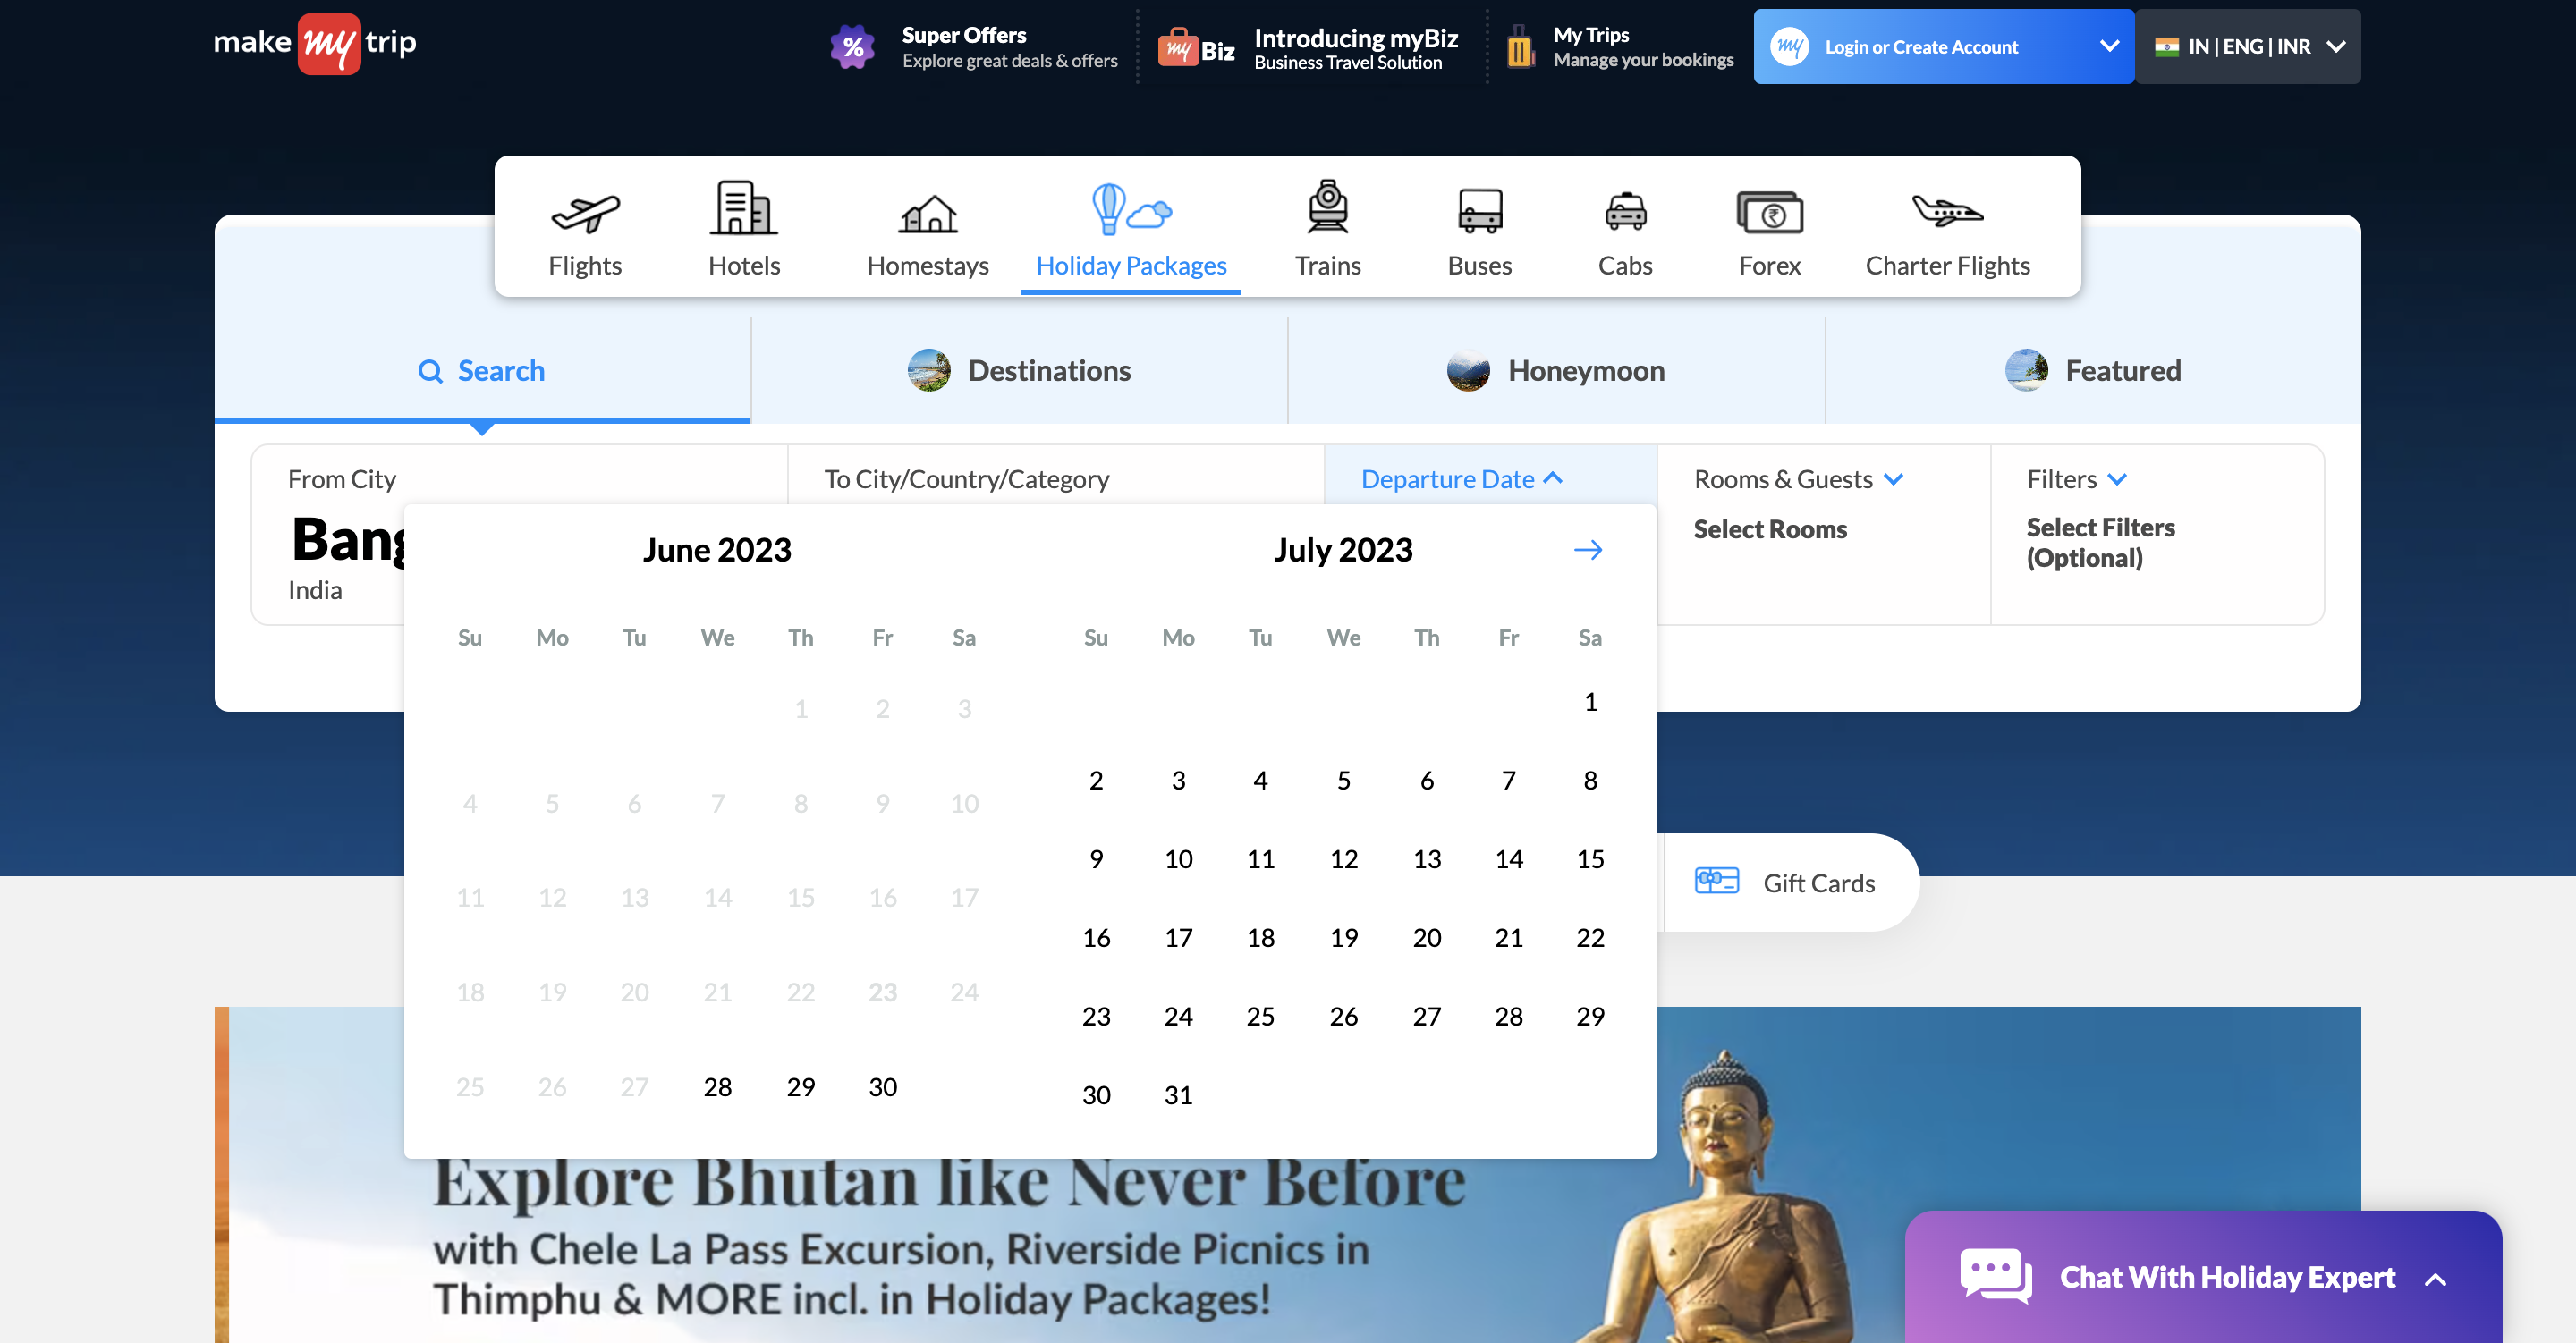 make my trip
% Super Offers
Explore great deals & offers
my Biz Introducing myBiz
Business Travel Solution
My Trips
Manage your bookings
my Login or Create Account
IN | ENG | INR
Flights Hotels Homestays Holiday Packages Trains Buses Cabs Forex Charter Flights
Search Destinations Honeymoon Featured
From City To City/Country/Category Departure Date Rooms & Guests Filters
Select Rooms
Select Filters
(Optional)
India
June 2023 July 2023
Su Mo Tu We Th Fr Sa Su Mo Tu We Th Fr Sa
1 2 3 1
4 5 6 7 8 9 10 2 3 4 5 6 7 8
11 12 13 14 15 16 17 9 10 11 12 13 14 15
18 19 20 21 22 23 24 16 17 18 19 20 21 22
25 26 27 28 29 30 23 24 25 26 27 28 29
30 31
Gift Cards
Explore Bhutan like Never Before
with Chele La Pass Excursion, Riverside Picnics in
Thimphu & MORE incl. in Holiday Packages!
Chat With Holiday Expert